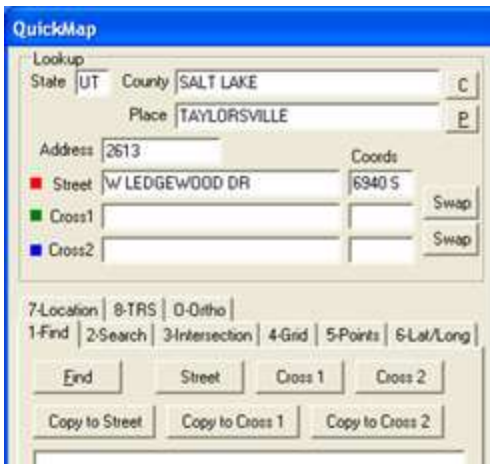 QuickMap
Lookup
State UT County SALT LAKE C
Place TAYLORSVILLE P
Address 2613 Coords
Street W LEDGEWOOD DR 6940 S
Swap
Cross1
Swap
Cross2
7-Location 8-TRS 0-Ortho
1-Find 2-Search 3-Intersection 4-Grid 5-Points 6-Lat/Long
Find Street Cross 1 Cross 2
Copy to Street Copy to Cross 1 Copy to Cross 2